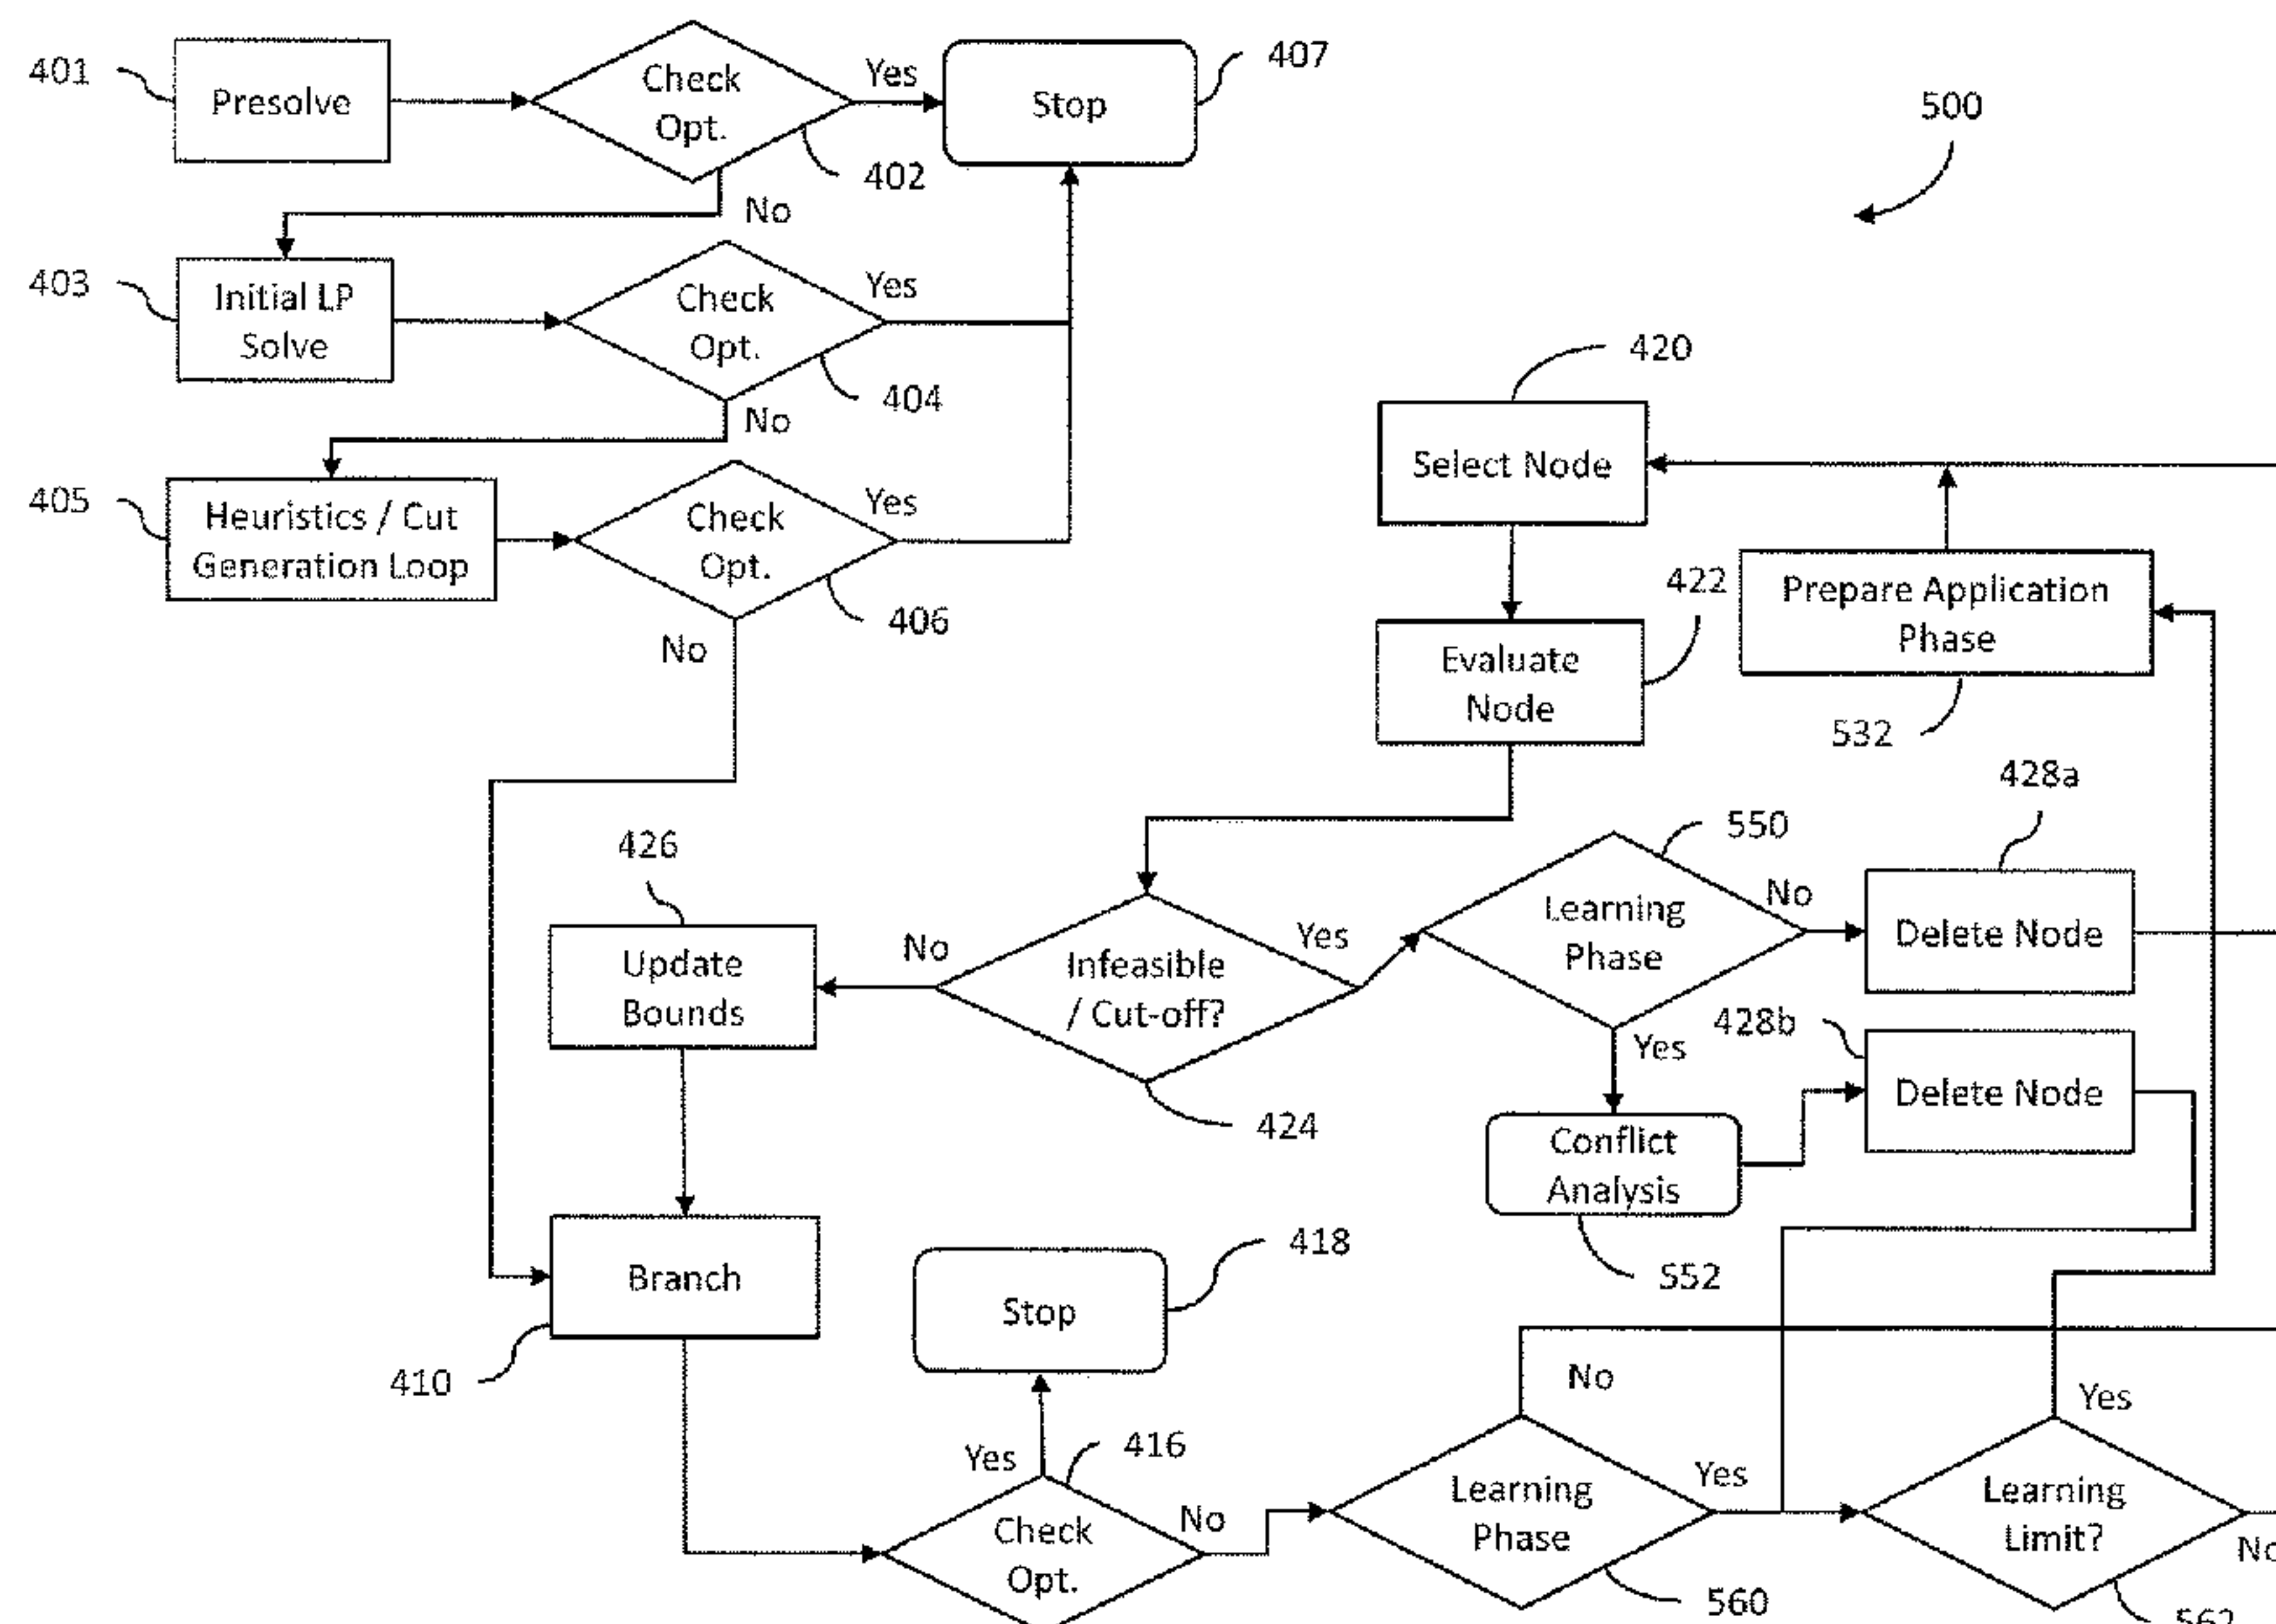 401
Presolve
Check
Opt.
Yes
Stop
407
402
No
500
403
Initial LP
Solve
Check
Opt.
Yes
404
No
405
Heuristics / Cut
Generation Loop
Check
Opt.
Yes
406
No
420
Select Node
422
Evaluate
Node
Prepare Application
Phase
532
428a
426
Update
Bounds
No
Infeasible
/ Cut-off?
Yes
424
550
Learning
Phase
No
Delete Node
428b
Yes
Delete Node
Conflict
Analysis
552
Branch
410
Stop
418
Yes
416
Check
Opt.
No
No
Learning
Phase
Yes
560
Yes
Learning
Limit?
No